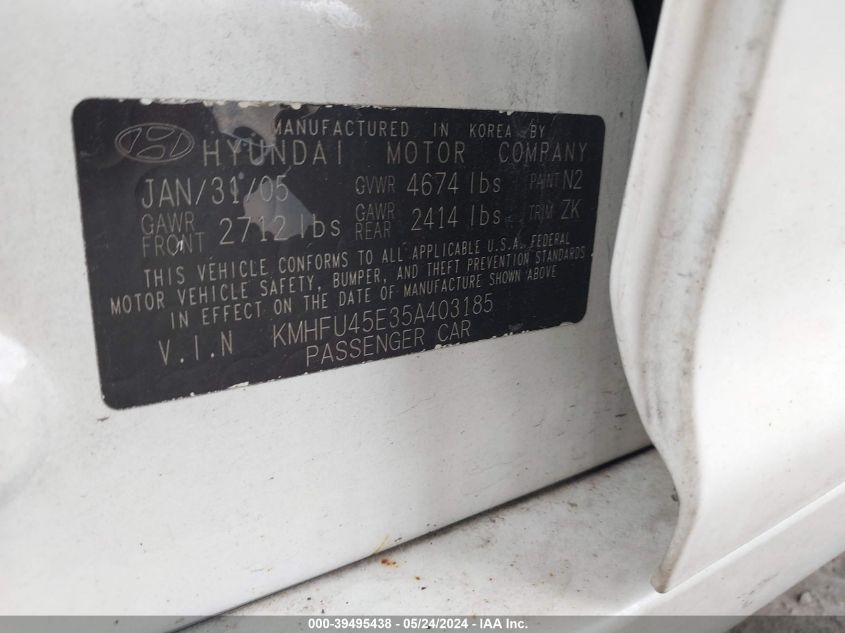 MANUFACTURED IN KOREA BY
HYUNDAI MOTOR COMPANY
JAN/31/05 GVWR 4674 lbs PAINT N2
GAWR FRONT 2712 lbs GAWR REAR 2414 lbs TRIM ZK
THIS VEHICLE CONFORMS TO ALL APPLICABLE U.S.A. FEDERAL
MOTOR VEHICLE SAFETY, BUMPER, AND THEFT PREVENTION STANDARDS
IN EFFECT ON THE DATE OF MANUFACTURE SHOWN ABOVE
V.I.N KMHFU45E35A403185
PASSENGER CAR
000-39495438 - 05/24/2024 - IAA Inc.